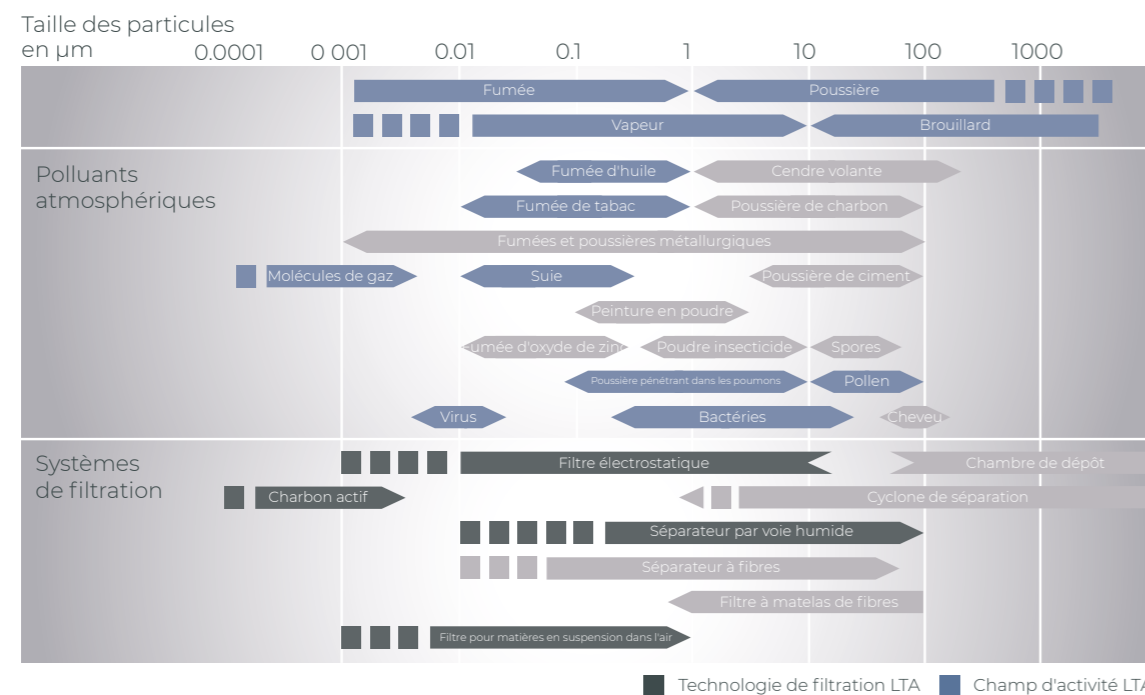 Taille des particules
en µm
0.0001 0 001 0.01 0.1 1 10 100 1000
Fumée Poussière
Vapeur Brouillard
Polluants
atmosphériques
Fumée d'huile Cendre volante
Fumée de tabac Poussière de charbon
Fumées et poussières métallurgiques
Molécules de gaz Suie Poussière de ciment
Peinture en poudre
umée d'oxyde de zinc Poudre insecticide Spores
Poussière pénétrant dans les poumons Pollen
Virus Bactéries Cheveu
Systèmes
de filtration
Filtre électrostatique Chambre de dépôt
Charbon actif Cyclone de séparation
Séparateur par voie humide
Séparateur à fibres
Filtre à matelas de fibres
Filtre pour matières en suspension dans l'air
Technologie de filtration LTA Champ d'activité LTA